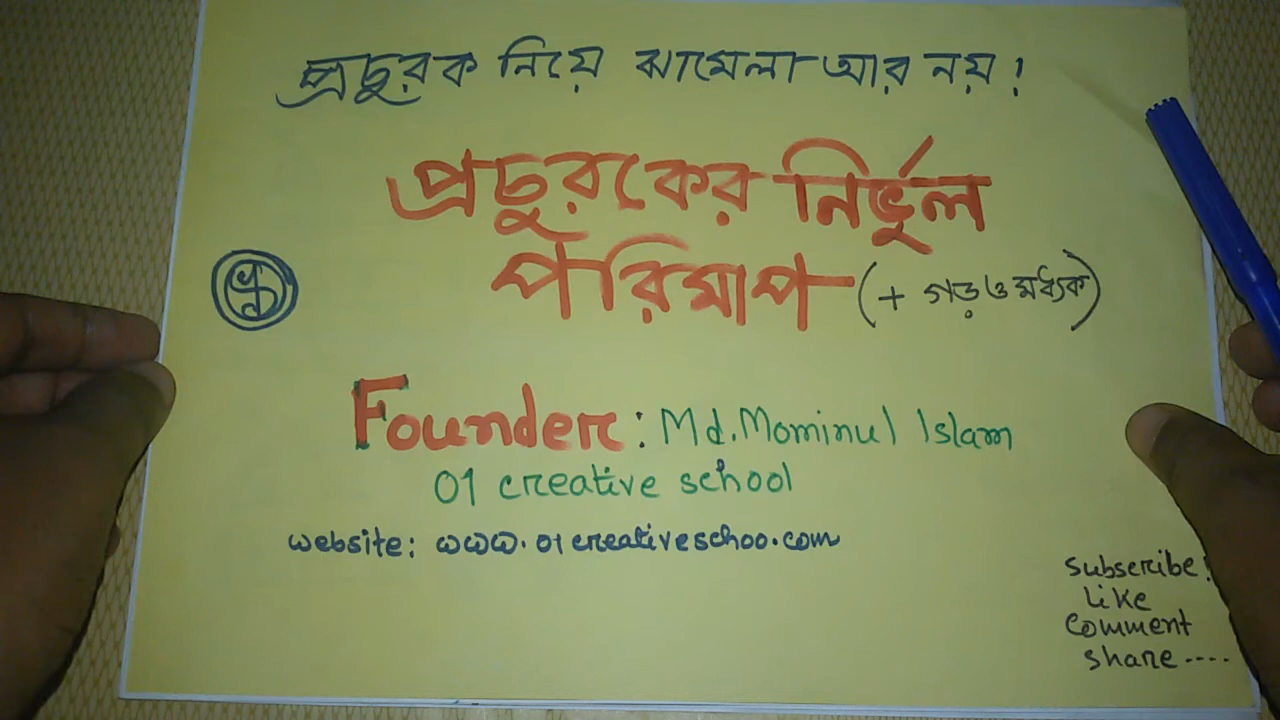 প্রচুরক নিয়ে ঝামেলা আর নয়!
প্রচুরকের নির্ভুল
পরিমাপ (+ গড় ও মধ্যক)
Founder: Md. Mominul Islam
01 creative school
website: www.01creativeschoo.com
subscribe!
Like
comment
share ----